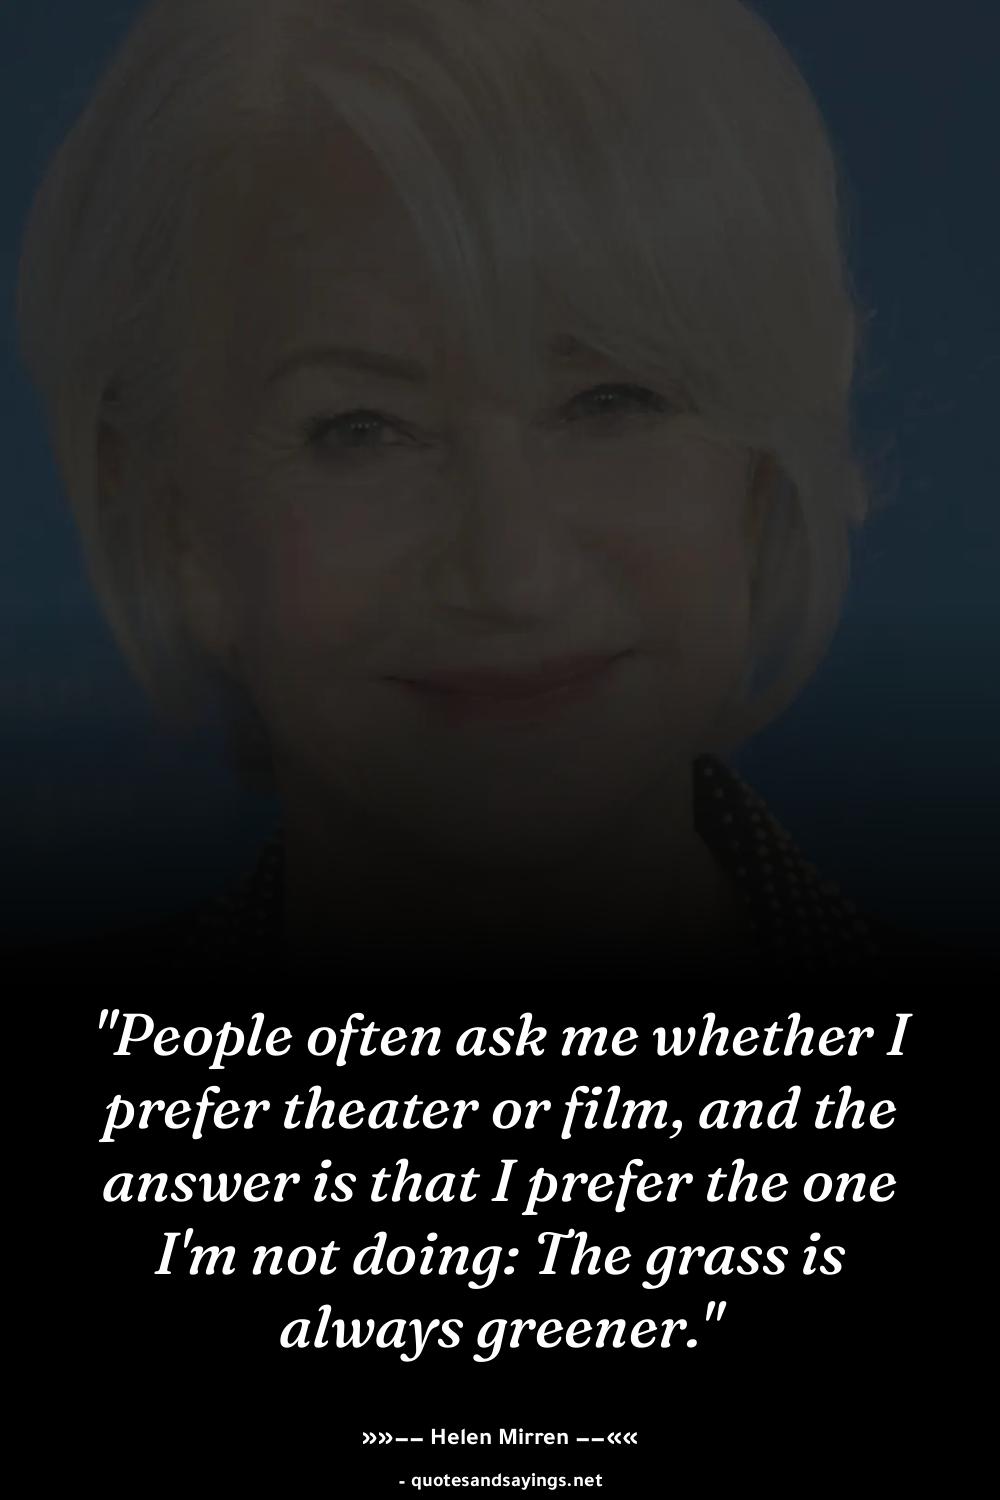 "People often ask me whether I
prefer theater or film, and the
answer is that I prefer the one
I'm not doing: The grass is
always greener."
»»–– Helen Mirren ––««
- quotesandsayings.net